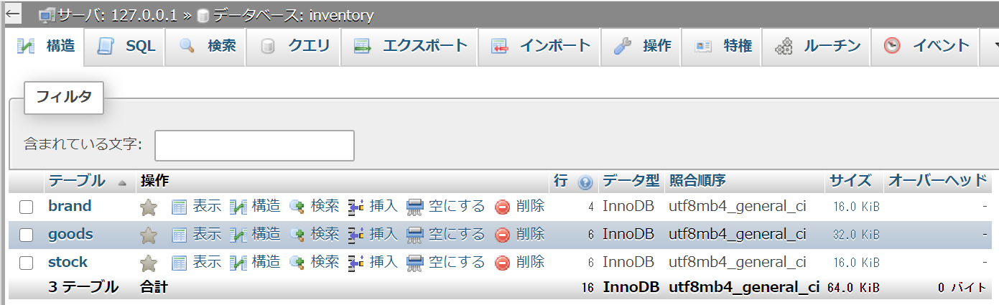 サーバ: 127.0.0.1 » データベース: inventory
構造 SQL 検索 クエリ エクスポート インポート 操作 特権 ルーチン イベント
フィルタ
含まれている文字:
テーブル 操作 行 データ型 照合順序 サイズ オーバーヘッド
brand 表示 構造 検索 挿入 空にする 削除 4 InnoDB utf8mb4_general_ci 16.0 KiB -
goods 表示 構造 検索 挿入 空にする 削除 6 InnoDB utf8mb4_general_ci 32.0 KiB -
stock 表示 構造 検索 挿入 空にする 削除 6 InnoDB utf8mb4_general_ci 16.0 KiB -
3 テーブル 合計 16 InnoDB utf8mb4_general_ci 64.0 KiB 0 バイト